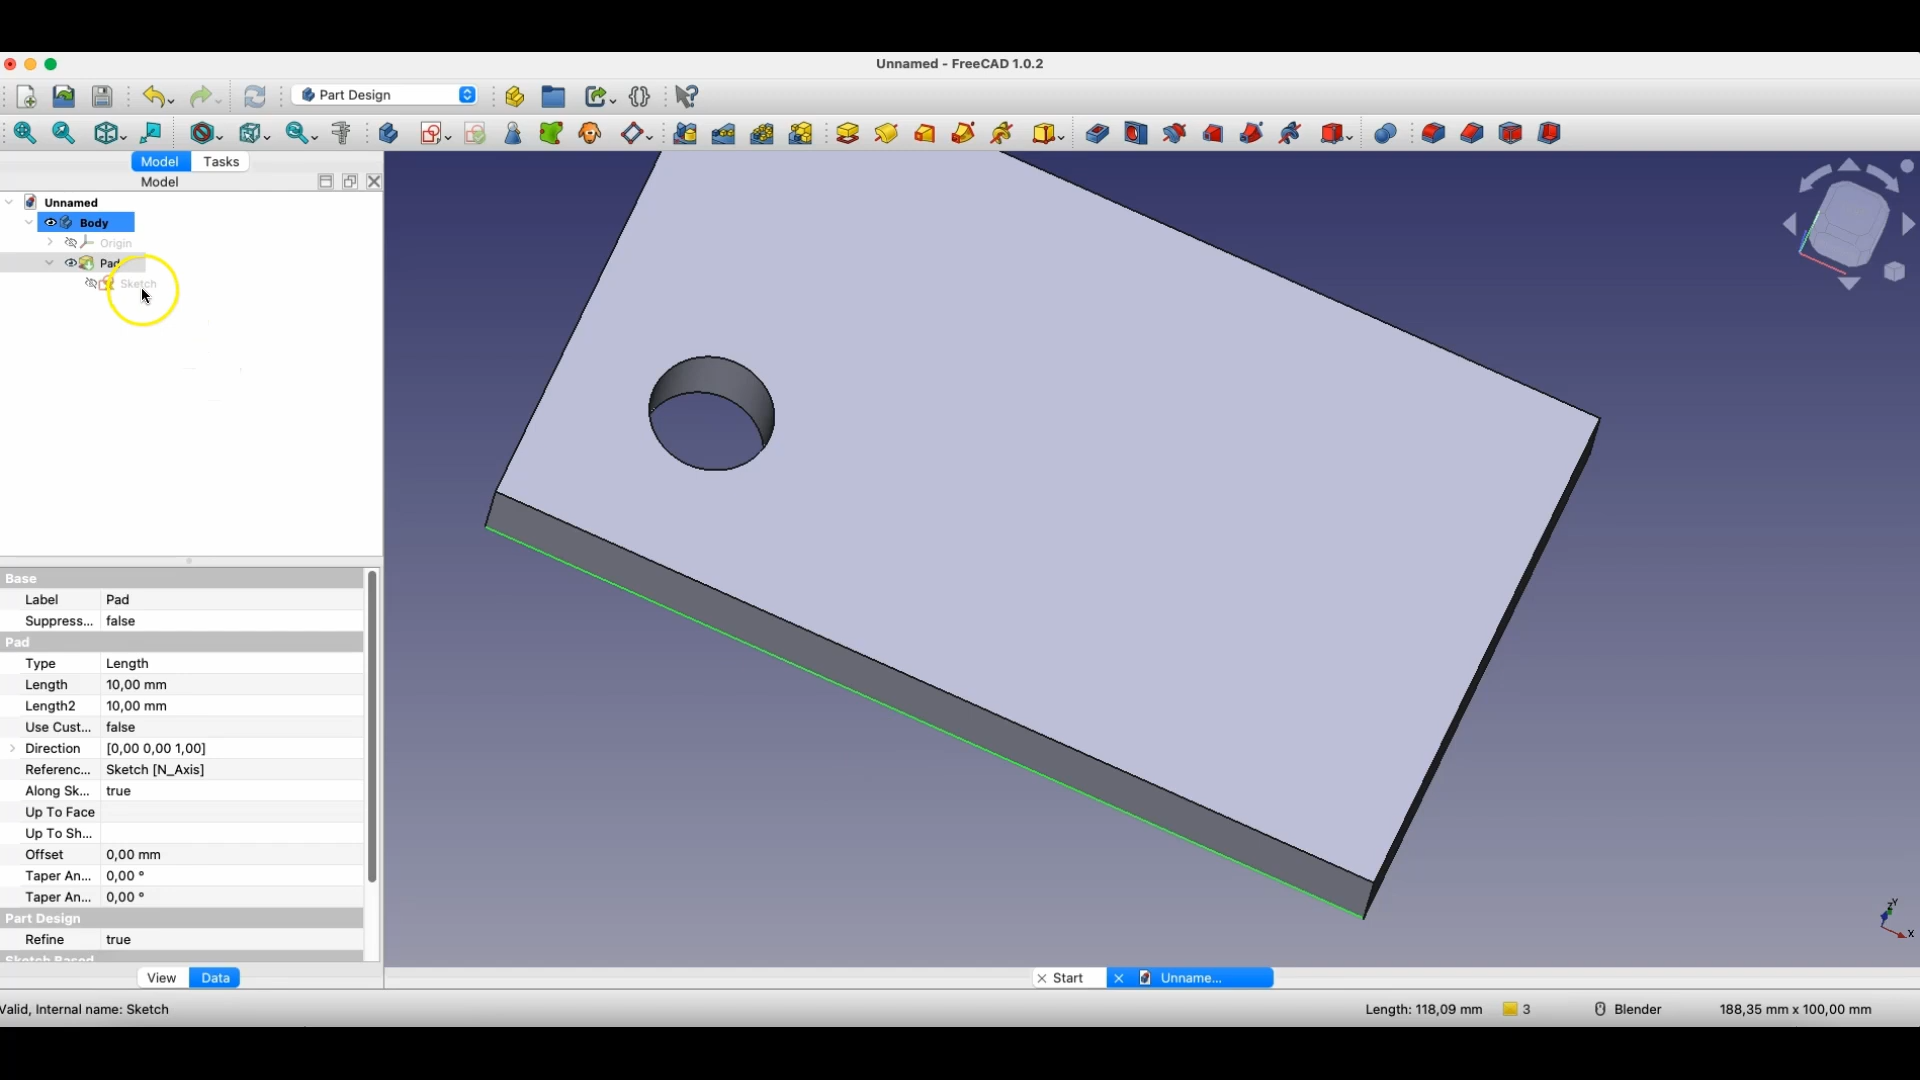 Unnamed - FreeCAD 1.0.2
Part Design
Model Tasks
Model
Unnamed
Body
Origin
Pad
Sketch
Base
Label Pad
Suppress... false
Pad
Type Length
Length 10,00 mm
Length2 10,00 mm
Use Cust... false
Direction [0,00 0,00 1,00]
Referenc... Sketch [N_Axis]
Along Sk... true
Up To Face
Up To Sh...
Offset 0,00 mm
Taper An... 0,00 °
Taper An... 0,00 °
Part Design
Refine true
Sketch Based
View Data
Start Unname...
Valid, Internal name: Sketch
Length: 118,09 mm 3 Blender 188,35 mm x 100,00 mm
Y
Z
X